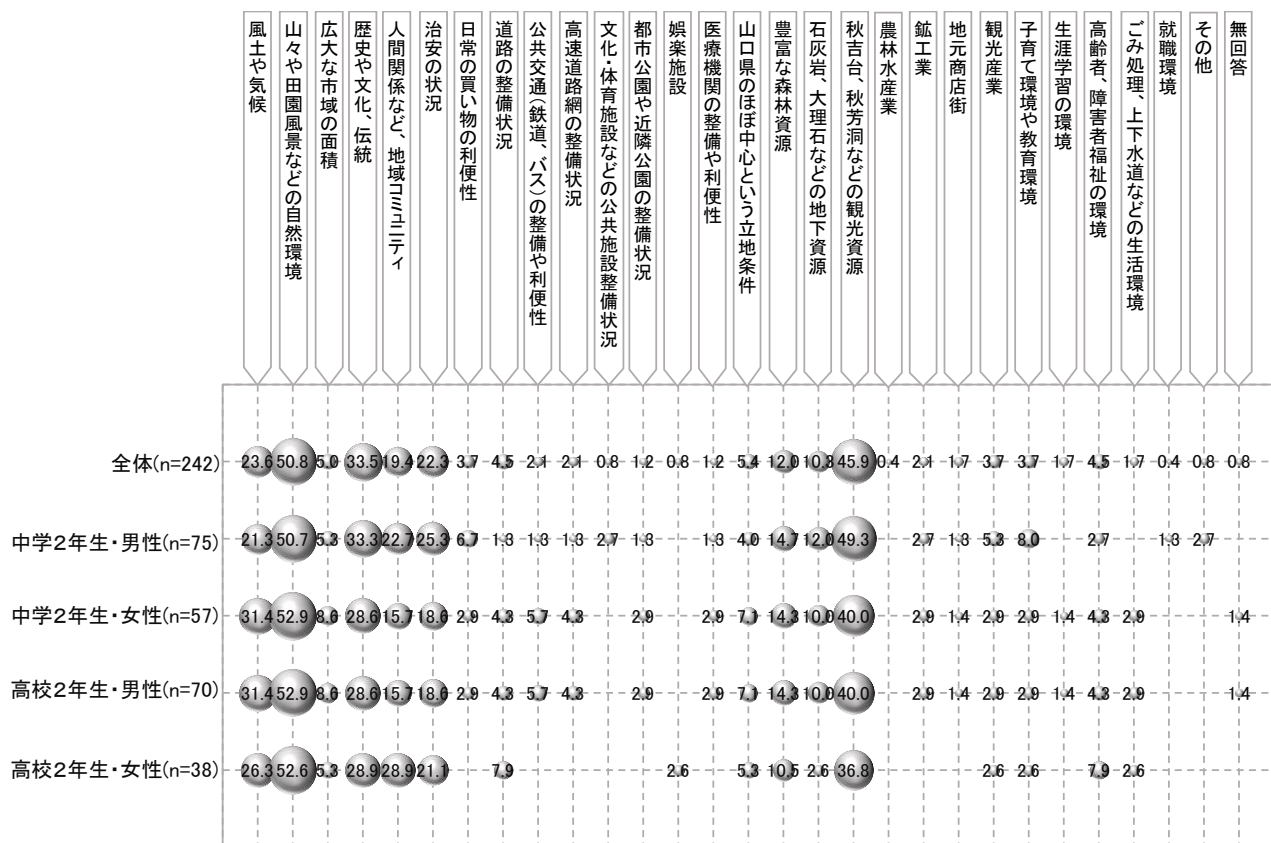 風土や気候
山々や田園風景などの自然環境
広大な市域の面積
歴史や文化、伝統
人間関係など、地域コミュニティ
治安の状況
日常の買い物の利便性
道路の整備状況
公共交通(鉄道、バス)の整備や利便性
高速道路網の整備状況
文化・体育施設などの公共施設整備状況
都市公園や近隣公園の整備状況
娯楽施設
医療機関の整備や利便性
山口県のほぼ中心という立地条件
豊富な森林資源
石灰岩、大理石などの地下資源
秋吉台、秋芳洞などの観光資源
農林水産業
鉱工業
地元商店街
観光産業
子育て環境や教育環境
生涯学習の環境
高齢者、障害者福祉の環境
ごみ処理、上下水道などの生活環境
就職環境
その他
無回答
全体(n=242) 23.6 50.8 5.0 33.5 19.4 22.3 3.7 4.5 2.1 2.1 0.8 1.2 0.8 1.2 5.4 12.0 10.3 45.9 0.4 2.1 1.7 3.7 3.7 1.7 4.5 1.7 0.4 0.8 0.8
中学2年生・男性(n=75) 21.3 50.7 5.3 33.3 22.7 25.3 6.7 1.3 1.3 1.3 2.7 1.3 1.3 4.0 14.7 12.0 49.3 2.7 1.3 5.3 8.0 2.7 1.3 2.7
中学2年生・女性(n=57) 31.4 52.9 8.6 28.6 15.7 18.6 2.9 4.3 5.7 4.3 2.9 2.9 7.1 14.3 10.0 40.0 2.9 1.4 2.9 2.9 1.4 4.3 2.9 1.4
高校2年生・男性(n=70) 31.4 52.9 8.6 28.6 15.7 18.6 2.9 4.3 5.7 4.3 2.9 2.9 7.1 14.3 10.0 40.0 2.9 1.4 2.9 2.9 1.4 4.3 2.9 1.4
高校2年生・女性(n=38) 26.3 52.6 5.3 28.9 28.9 21.1 7.9 2.6 5.3 10.5 2.6 36.8 2.6 2.6 7.9 2.6